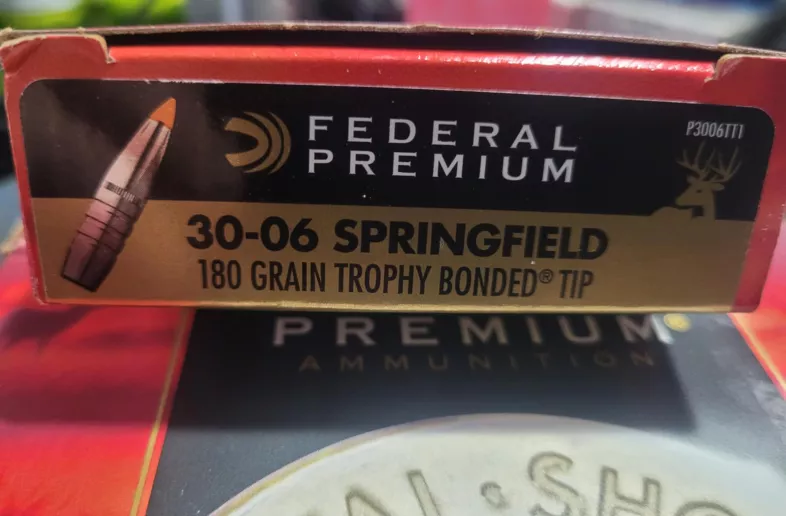 FEDERAL
PREMIUM
P3006TT1
30-06 SPRINGFIELD
180 GRAIN TROPHY BONDED® TIP
PREMIUM
AMMUNITION